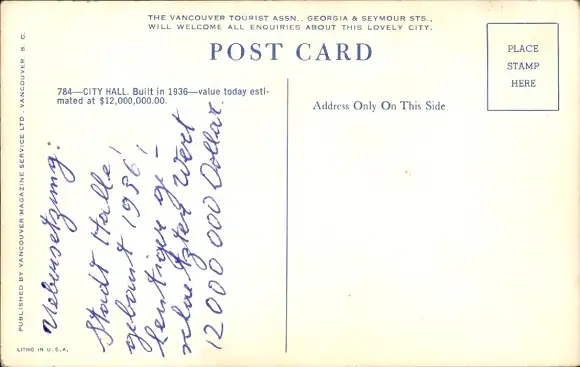 THE VANCOUVER TOURIST ASSN., GEORGIA & SEYMOUR STS.,
WILL WELCOME ALL ENQUIRIES ABOUT THIS LOVELY CITY.
POST CARD
PLACE
STAMP
HERE
784—CITY HALL. Built in 1936—value today esti-
mated at $12,000,000.00.
Address Only On This Side
Uebersetzung:
Stadt Halle!
gebaut 1936!
heutiger ge-
schaetzter Wert
12 000 000 Dollar.
PUBLISHED BY VANCOUVER MAGAZINE SERVICE LTD., VANCOUVER, B. C.
LITHO IN U.S.A.